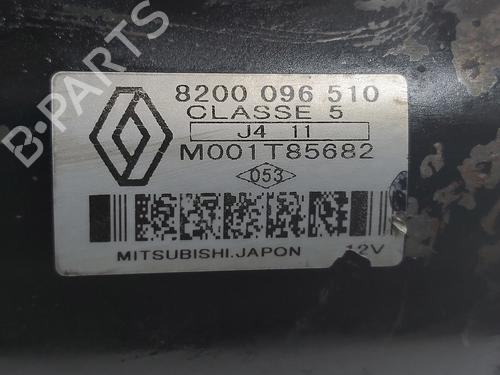 8200 096 510
CLASSE 5
J4 11
M001T85682
053
MITSUBISHI.JAPON 12V
B-PARTS